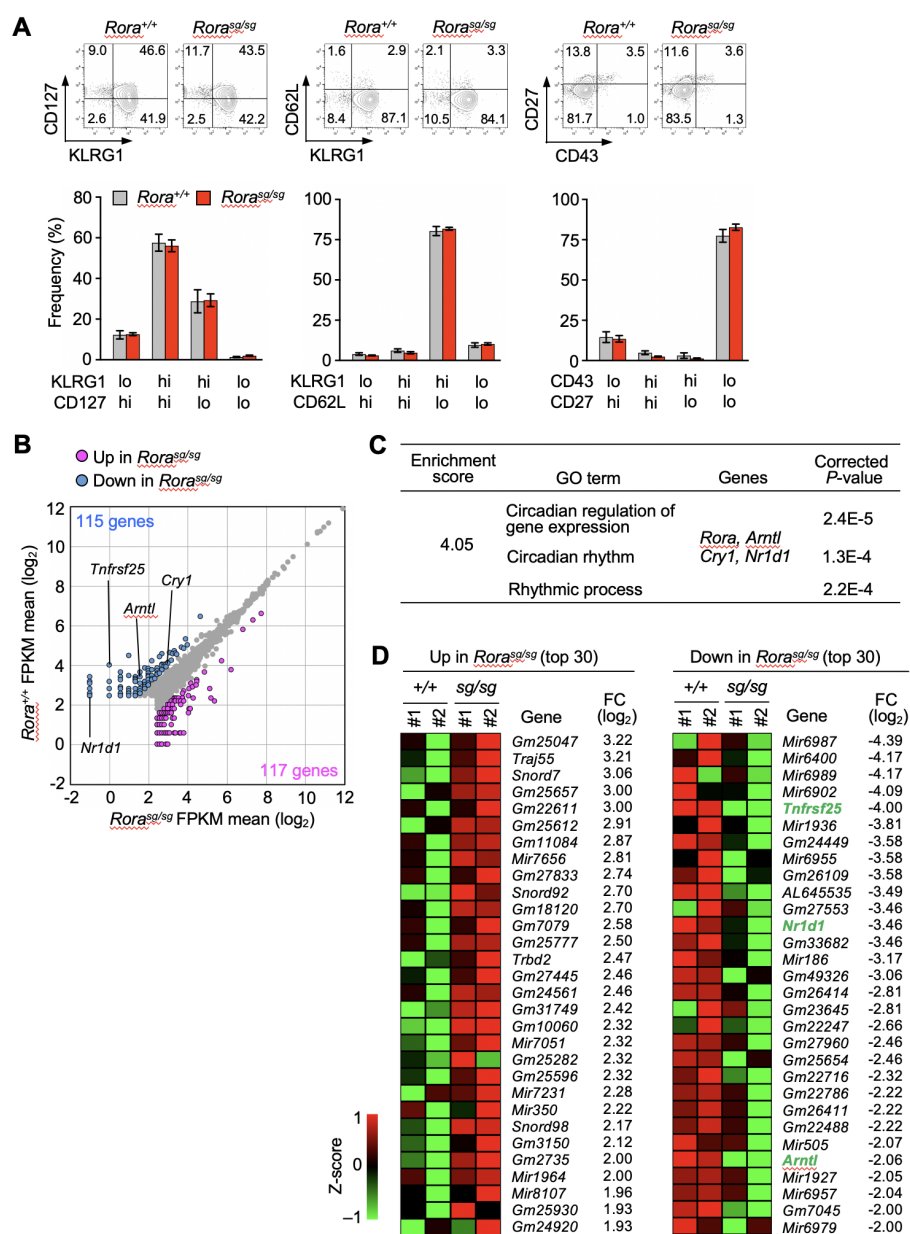 A
Rora+/+ Rorasg/sg Rora+/+ Rorasg/sg Rora+/+ Rorasg/sg
9.0 46.6 11.7 43.5 1.6 2.9 2.1 3.3 13.8 3.5 11.6 3.6
CD127 CD62L CD27
2.6 41.9 2.5 42.2 8.4 87.1 10.5 84.1 81.7 1.0 83.5 1.3
KLRG1 KLRG1 CD43
Rora+/+ Rorasg/sg
Frequency (%)
80 100 100
60 75 75
40 50 50
20 25 25
0 0 0
KLRG1 lo hi hi lo KLRG1 lo hi hi lo CD43 lo hi hi lo
CD127 hi hi lo lo CD62L hi hi lo lo CD27 hi hi lo lo
B
Up in Rorasg/sg
Down in Rorasg/sg
Rora+/+ FPKM mean (log2)
12
10
8
6
4
2
0
-2
115 genes
Tnfrsf25
Cry1
Arntl
Nr1d1
117 genes
-2 0 2 4 6 8 10 12
Rorasg/sg FPKM mean (log2)
C
Enrichment score GO term Genes Corrected P-value
4.05
Circadian regulation of gene expression 2.4E-5
Rora, Arntl
Cry1, Nr1d1
Circadian rhythm 1.3E-4
Rhythmic process 2.2E-4
D
Up in Rorasg/sg (top 30)
+/+ sg/sg
#1 #2 #1 #2 Gene FC (log2)
Gm25047 3.22
Traj55 3.21
Snord7 3.06
Gm25657 3.00
Gm22611 3.00
Gm25612 2.91
Gm11084 2.87
Mir7656 2.81
Gm27833 2.74
Snord92 2.70
Gm18120 2.70
Gm7079 2.58
Gm25777 2.50
Trbd2 2.47
Gm27445 2.46
Gm24561 2.46
Gm31749 2.42
Gm10060 2.32
Mir7051 2.32
Gm25282 2.32
Gm25596 2.32
Mir7231 2.28
Mir350 2.22
Snord98 2.17
Gm3150 2.12
Gm2735 2.00
Mir1964 2.00
Mir8107 1.96
Gm25930 1.93
Gm24920 1.93
Z-score
1
0
–1
Down in Rorasg/sg (top 30)
+/+ sg/sg
#1 #2 #1 #2 Gene FC (log2)
Mir6987 -4.39
Mir6400 -4.17
Mir6989 -4.17
Mir6902 -4.09
Tnfrsf25 -4.00
Mir1936 -3.81
Gm24449 -3.58
Mir6955 -3.58
Gm26109 -3.58
AL645535 -3.49
Gm27553 -3.46
Nr1d1 -3.46
Gm33682 -3.46
Mir186 -3.17
Gm49326 -3.06
Gm26414 -2.81
Gm23645 -2.81
Gm22247 -2.66
Gm27960 -2.46
Gm25654 -2.46
Gm22716 -2.32
Gm22786 -2.22
Gm26411 -2.22
Gm22488 -2.22
Mir505 -2.07
Arntl -2.06
Mir1927 -2.05
Mir6957 -2.04
Gm7045 -2.00
Mir6979 -2.00